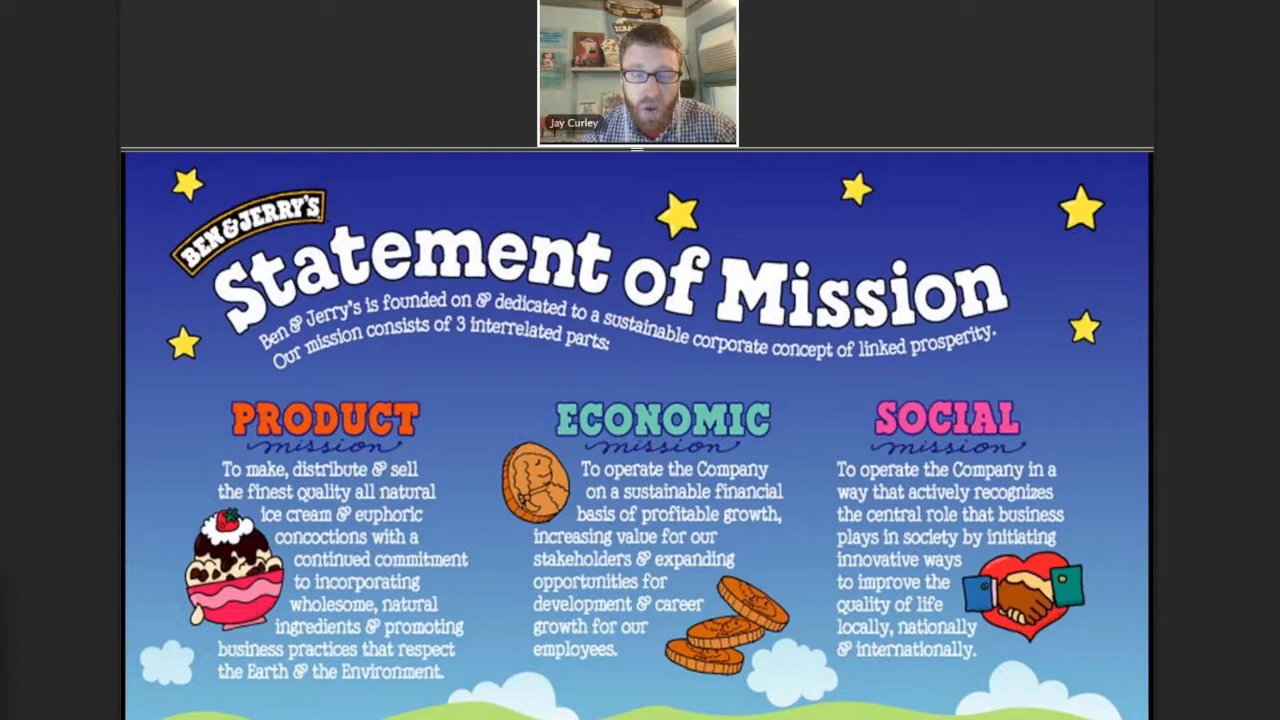 Jay Curley
BEN & JERRY'S
Statement of Mission
Ben & Jerry's is founded on & dedicated to a sustainable corporate concept of linked prosperity.
Our mission consists of 3 interrelated parts:
PRODUCT
mission
To make, distribute & sell
the finest quality all natural
ice cream & euphoric
concoctions with a
continued commitment
to incorporating
wholesome, natural
ingredients & promoting
business practices that respect
the Earth & the Environment.
ECONOMIC
mission
To operate the Company
on a sustainable financial
basis of profitable growth,
increasing value for our
stakeholders & expanding
opportunities for
development & career
growth for our
employees.
SOCIAL
mission
To operate the Company in a
way that actively recognizes
the central role that business
plays in society by initiating
innovative ways
to improve the
quality of life
locally, nationally
& internationally.